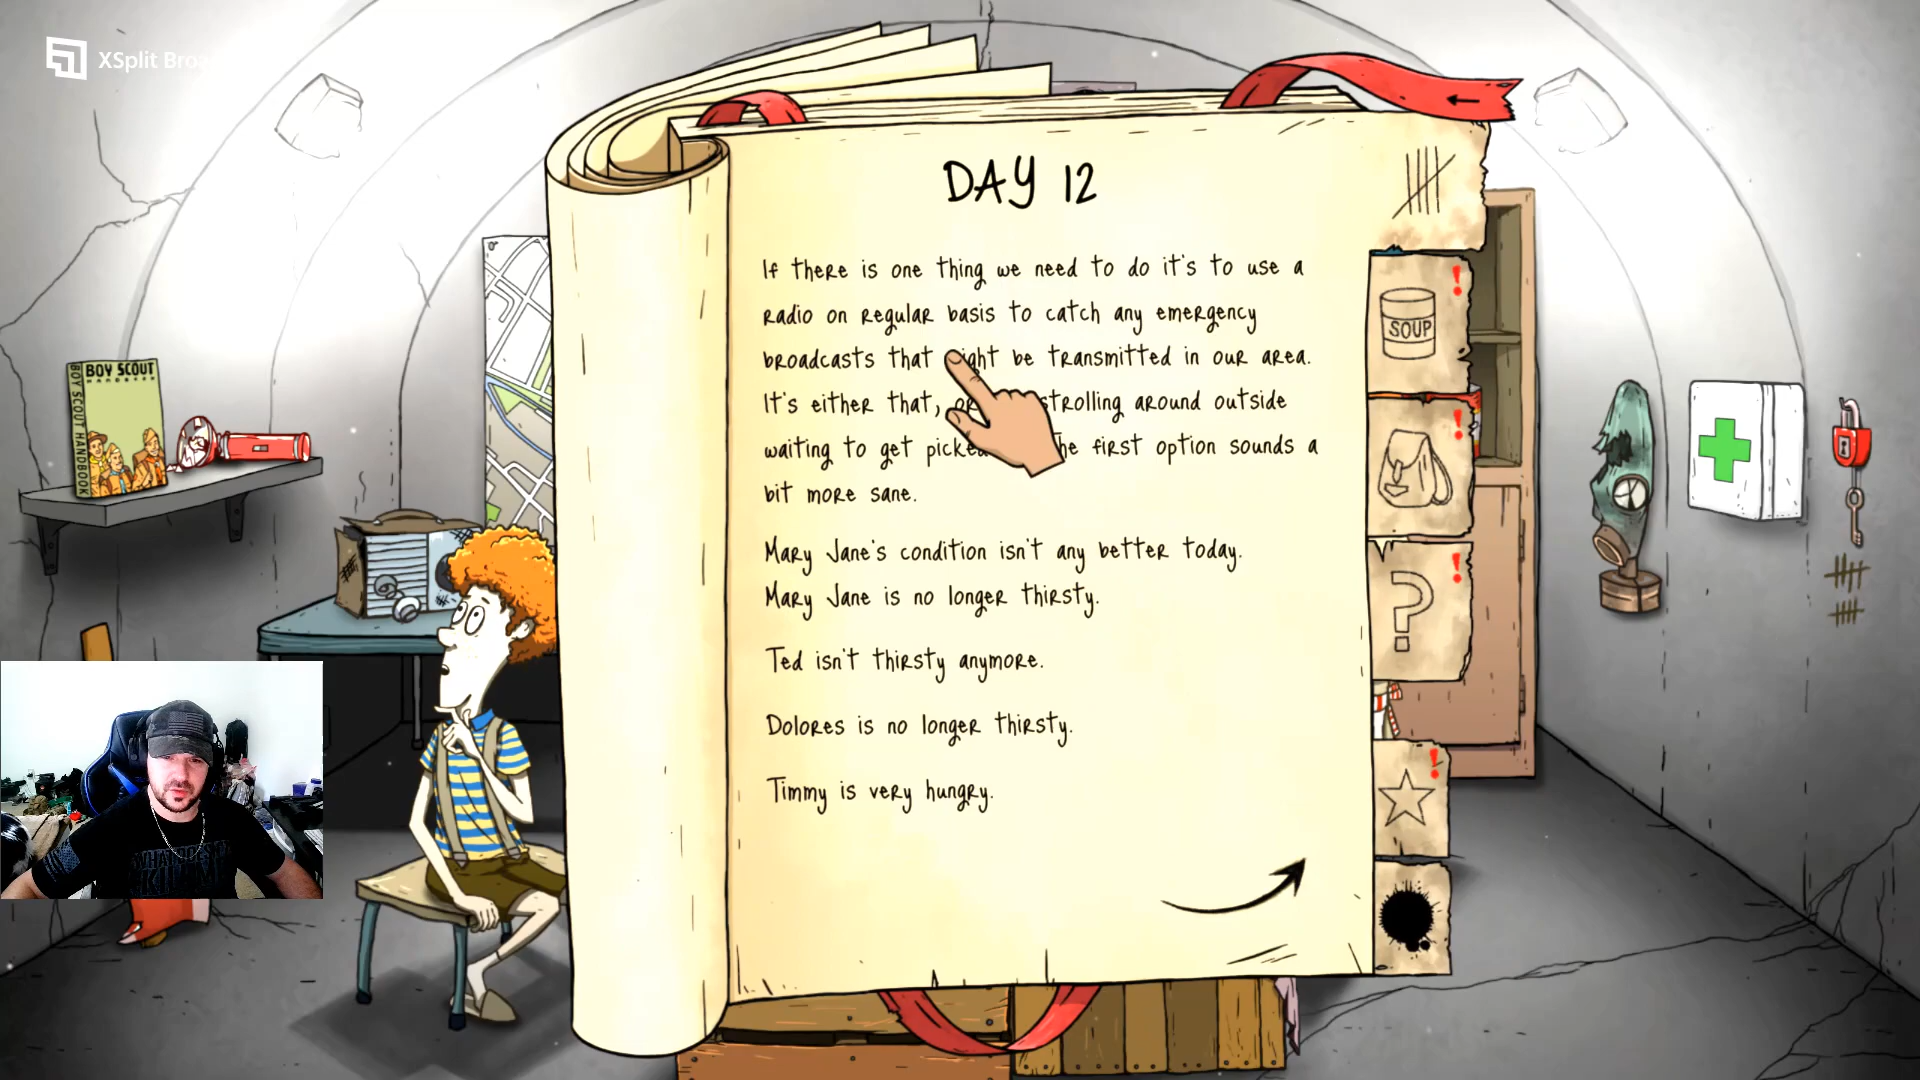 XSplit Bro
DAY 12
If there is one thing we need to do it's to use a
radio on regular basis to catch any emergency
broadcasts that ight be transmitted in our area.
It's either that, or strolling around outside
waiting to get picke he first option sounds a
bit more sane.
Mary Jane's condition isn't any better today.
Mary Jane is no longer thirsty.
Ted isn't thirsty anymore.
Dolores is no longer thirsty.
Timmy is very hungry.
!
SOUP
!
!
?
!
BOY SCOUT
HANDBOOK
BOY SCOUT HANDBOOK